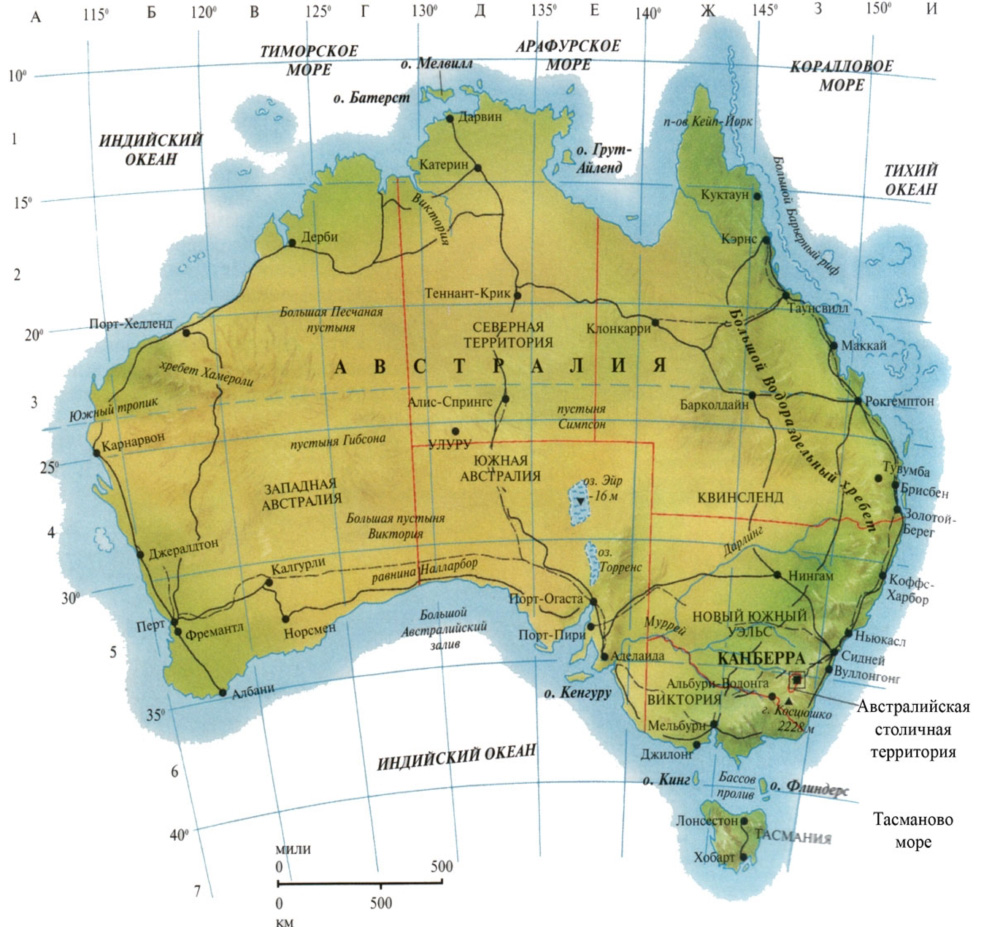 А 115° Б 120° В 125° Г 130° Д 135° Е 140° Ж 145° З 150° И
ТИМОРСКОЕ
МОРЕ
АРАФУРСКОЕ
МОРЕ
КОРАЛЛОВОЕ
МОРЕ
10°
о. Мелвилл
о. Батерст
Дарвин
п-ов Кейп-Йорк
1
ИНДИЙСКИЙ
ОКЕАН
Катерин
о. Грут-
Айленд
ТИХИЙ
ОКЕАН
15°
Виктория
Куктаун
Большой Барьерный риф
Дерби
Кэрнс
2
Теннант-Крик
Таунсвилл
Порт-Хедленд
Большая Песчаная
пустыня
СЕВЕРНАЯ
ТЕРРИТОРИЯ
Клонкарри
20°
Большой Водораздельный хребет
Маккай
хребет Хамероли
АВСТРАЛИЯ
3
Южный тропик
Алис-Спрингс
пустыня
Симпсон
Барколдайн
Рокгемптон
Карнарвон
пустыня Гибсона
УЛУРУ
25°
ЮЖНАЯ
АВСТРАЛИЯ
Тувумба
оз. Эйр
-16 м
ЗАПАДНАЯ
АВСТРАЛИЯ
КВИНСЛЕНД
Брисбен
4
Большая пустыня
Виктория
Золотой-
Берег
Дарлинг
Джералдтон
оз.
Торренс
Калгурли
равнина Налларбор
Нингам
Коффс-
Харбор
30°
Порт-Огаста
Перт
Фремантл
Норсмен
Большой
Австралийский
залив
Порт-Пири
Муррей
НОВЫЙ ЮЖНЫЙ
УЭЛЬС
Ньюкасл
5
Аделаида
КАНБЕРРА
Сидней
Вуллонгонг
Албани
о. Кенгуру
Альбури-Водонга
ВИКТОРИЯ
35°
г. Косцюшко
2228м
Австралийская
столичная
территория
Мельбурн
Джилонг
6
ИНДИЙСКИЙ ОКЕАН
о. Кинг
Бассов
пролив
о. Флиндерс
40°
Лонсестон
ТАСМАНИЯ
Тасманово
море
Хобарт
7
МИЛИ
0 500
0 500
КМ